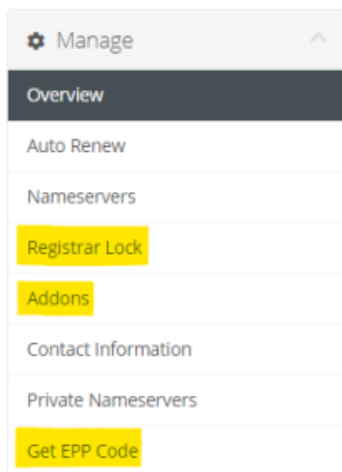 Manage
Overview
Auto Renew
Nameservers
Registrar Lock
Addons
Contact Information
Private Nameservers
Get EPP Code